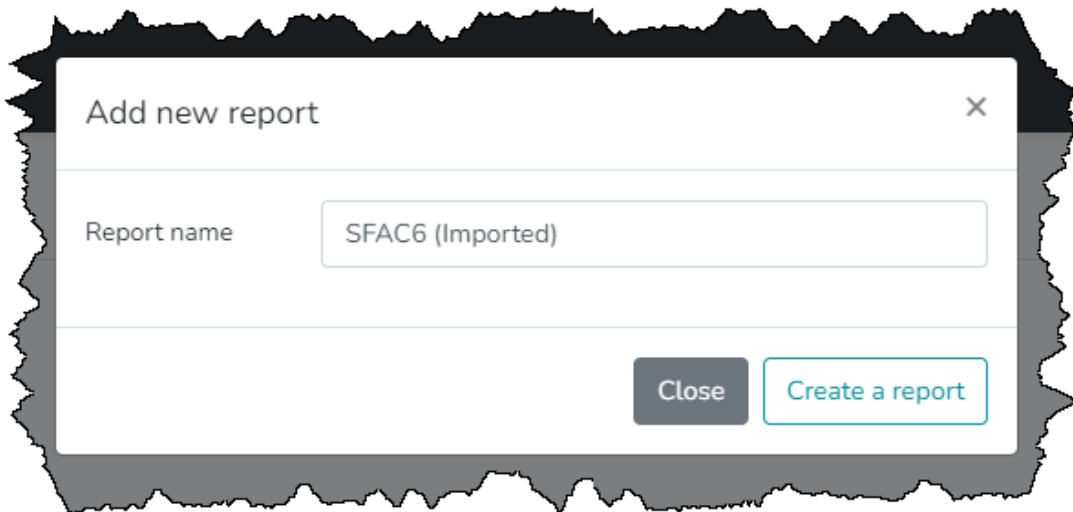 Add new report
×
Report name
SFAC6 (Imported)
Close
Create a report